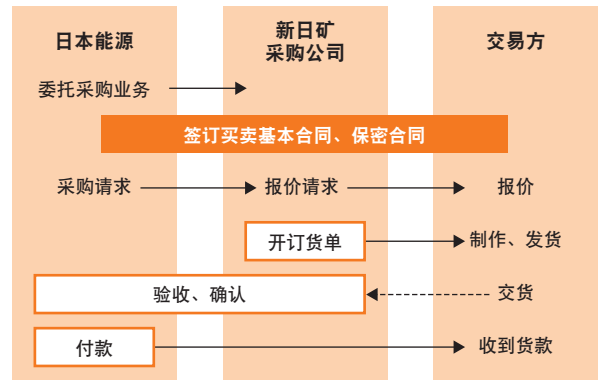 日本能源
新日矿
采购公司
交易方
委托采购业务
签订买卖基本合同、保密合同
采购请求
报价请求
报价
开订货单
制作、发货
验收、确认
交货
付款
收到货款